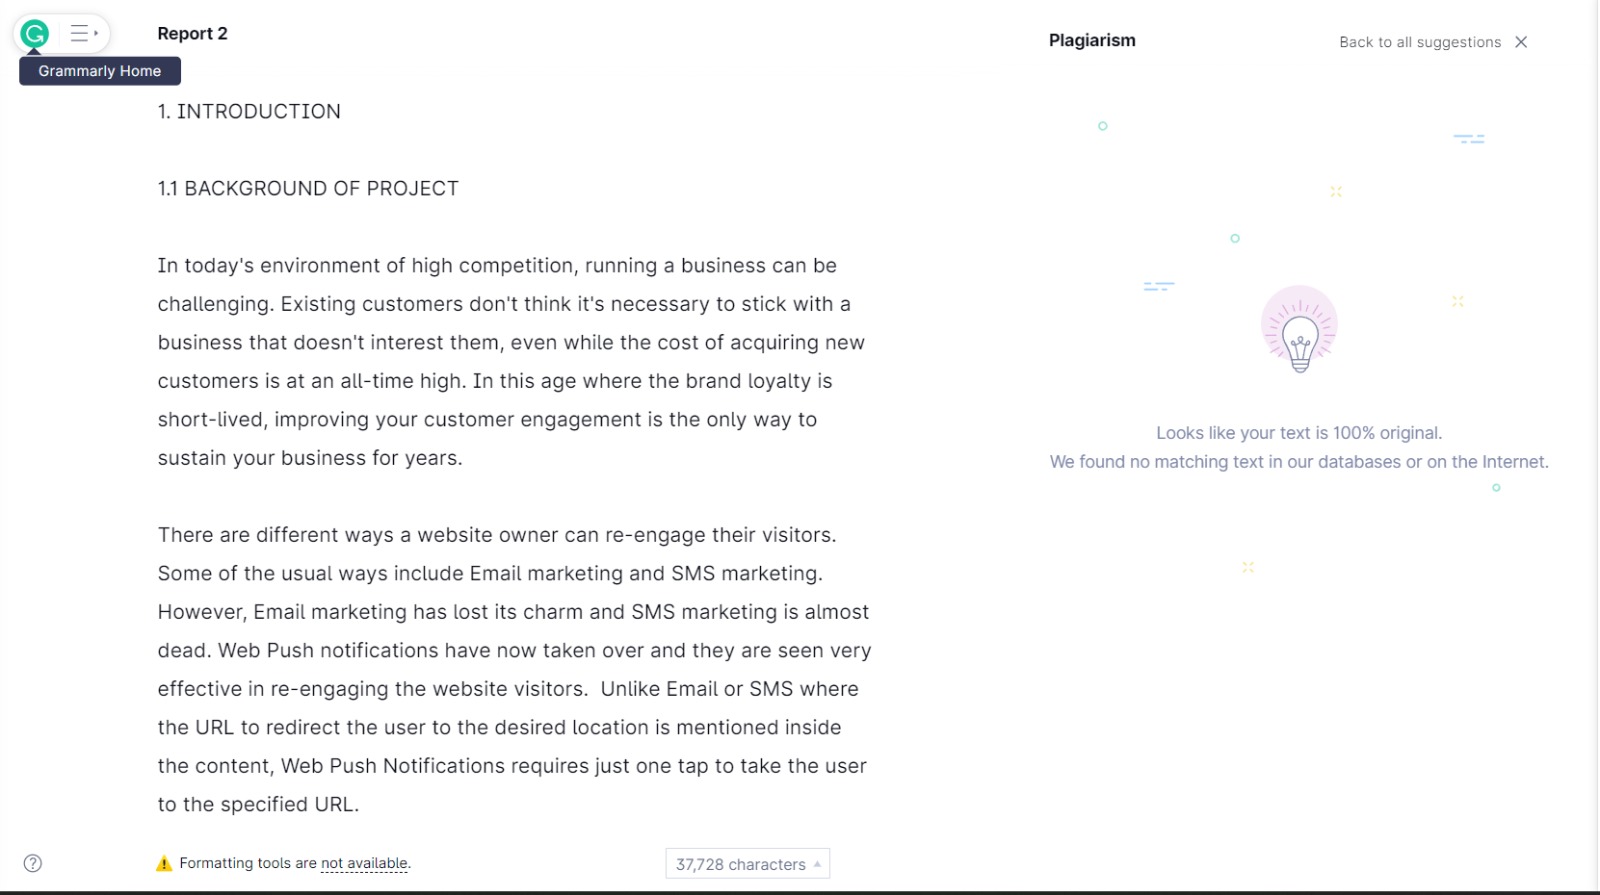 Report 2
Plagiarism
Back to all suggestions
Grammarly Home
1. INTRODUCTION
1.1 BACKGROUND OF PROJECT
In today's environment of high competition, running a business can be
challenging. Existing customers don't think it's necessary to stick with a
business that doesn't interest them, even while the cost of acquiring new
customers is at an all-time high. In this age where the brand loyalty is
short-lived, improving your customer engagement is the only way to
sustain your business for years.
There are different ways a website owner can re-engage their visitors.
Some of the usual ways include Email marketing and SMS marketing.
However, Email marketing has lost its charm and SMS marketing is almost
dead. Web Push notifications have now taken over and they are seen very
effective in re-engaging the website visitors.  Unlike Email or SMS where
the URL to redirect the user to the desired location is mentioned inside
the content, Web Push Notifications requires just one tap to take the user
to the specified URL.
Looks like your text is 100% original.
We found no matching text in our databases or on the Internet.
Formatting tools are not available.
37,728 characters